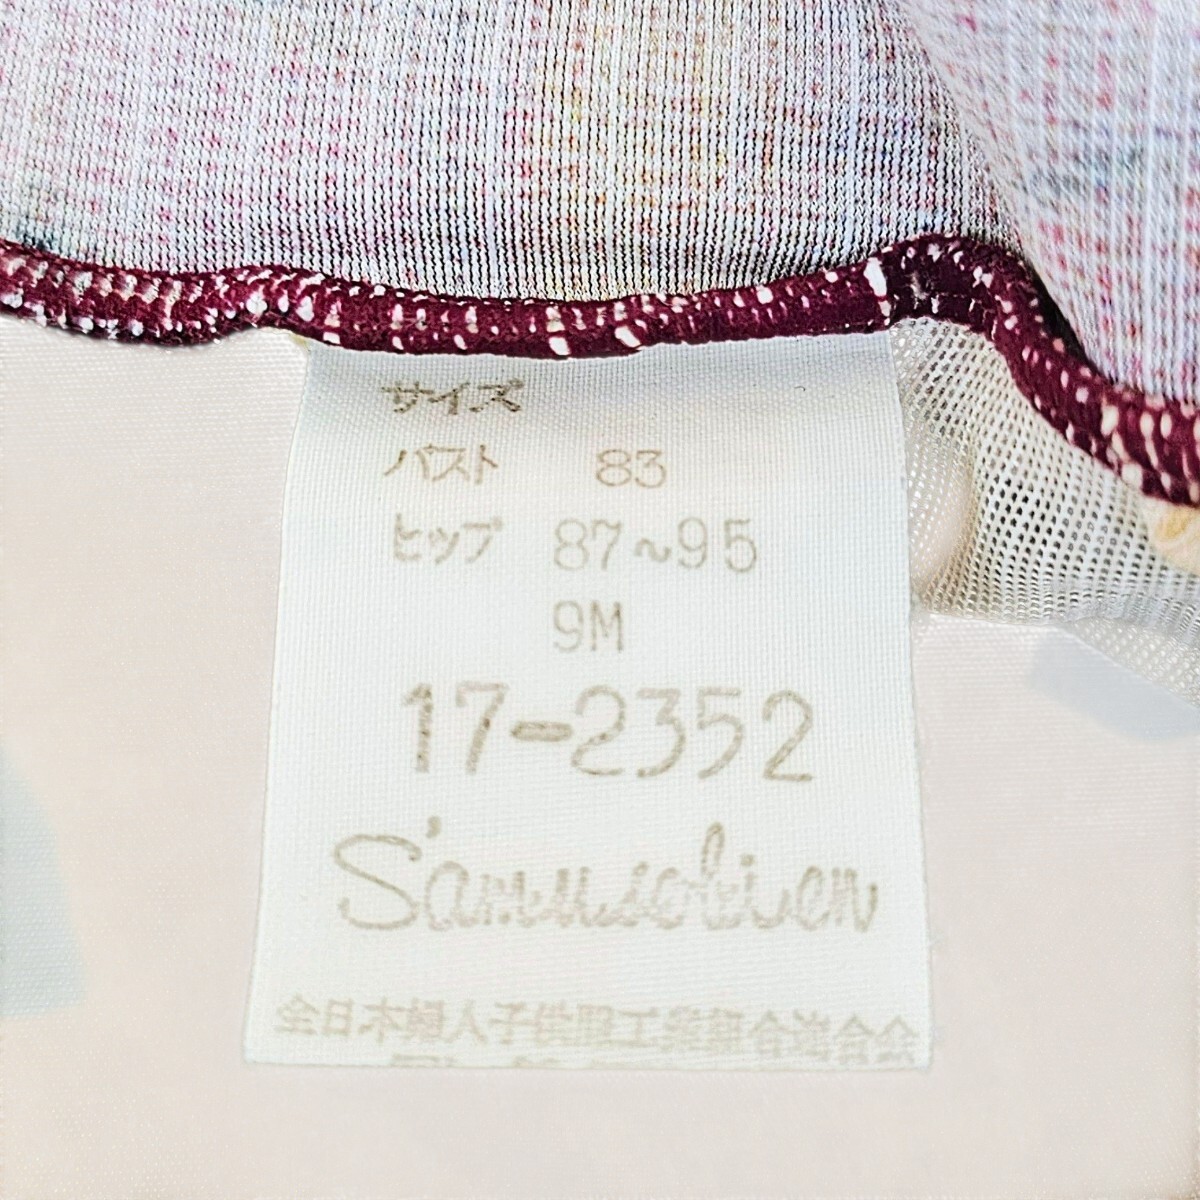 サイズ
バスト 83
ヒップ 87~95
9M
17-2352
S'amusobien
全日本婦人子供服工業組合連合会